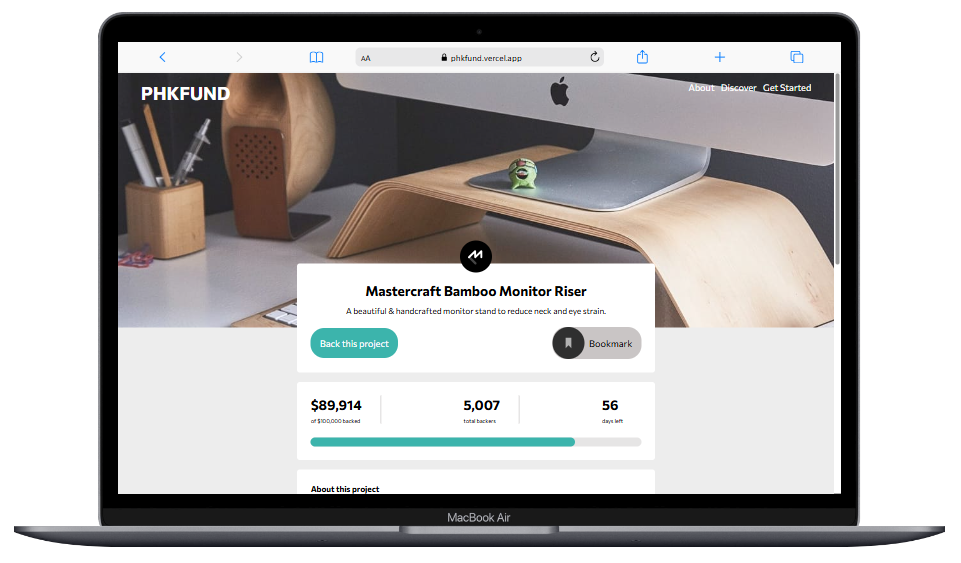 AA
phkfund.vercel.app
PHKFUND
About Discover Get Started
Mastercraft Bamboo Monitor Riser
A beautiful & handcrafted monitor stand to reduce neck and eye strain.
Back this project
Bookmark
$89,914
of $100,000 backed
5,007
total backers
56
days left
About this project
MacBook Air